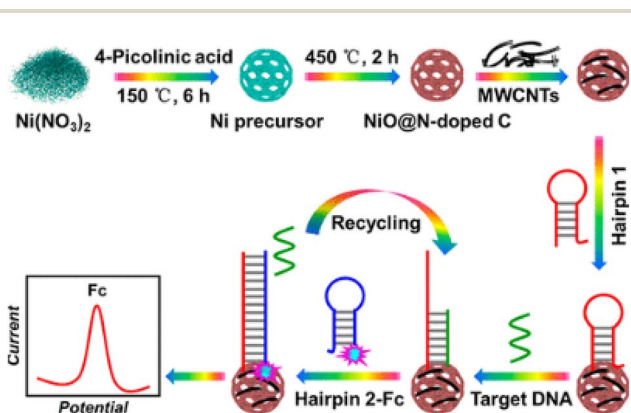 4-Picolinic acid
150 ℃, 6 h
450 ℃, 2 h
MWCNTs
Ni(NO₃)₂
Ni precursor
NiO@N-doped C
Hairpin 1
Recycling
Fc
Current
Potential
Hairpin 2-Fc
Target DNA